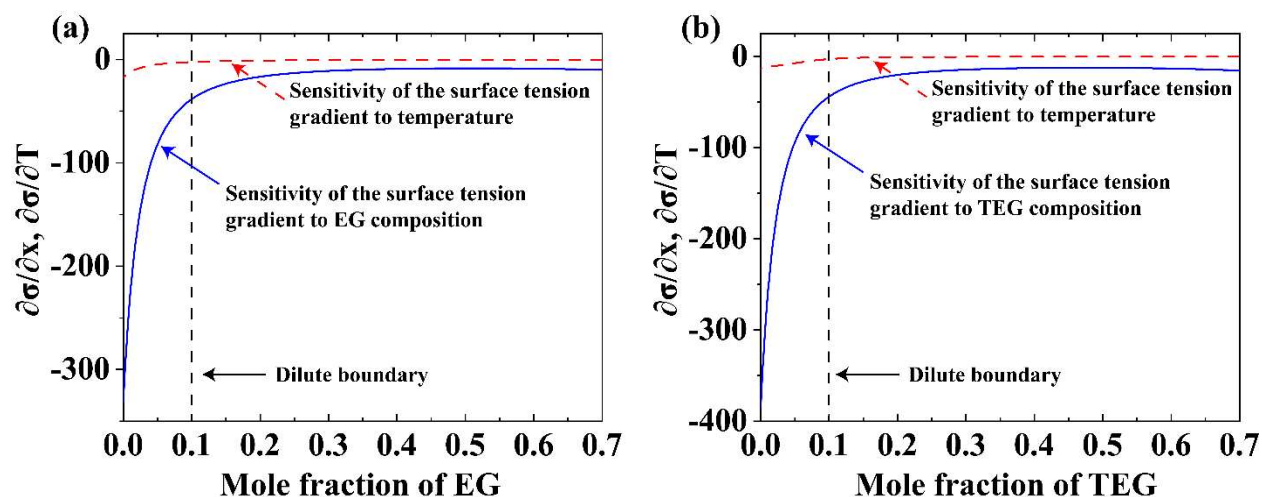 (a)
0
-100
-200
-300
0.0 0.1 0.2 0.3 0.4 0.5 0.6 0.7
Mole fraction of EG
∂σ/∂x, ∂σ/∂T
Sensitivity of the surface tension
gradient to temperature
Sensitivity of the surface tension
gradient to EG composition
Dilute boundary
(b)
0
-100
-200
-300
-400
0.0 0.1 0.2 0.3 0.4 0.5 0.6 0.7
Mole fraction of TEG
∂σ/∂x, ∂σ/∂T
Sensitivity of the surface tension
gradient to temperature
Sensitivity of the surface tension
gradient to TEG composition
Dilute boundary